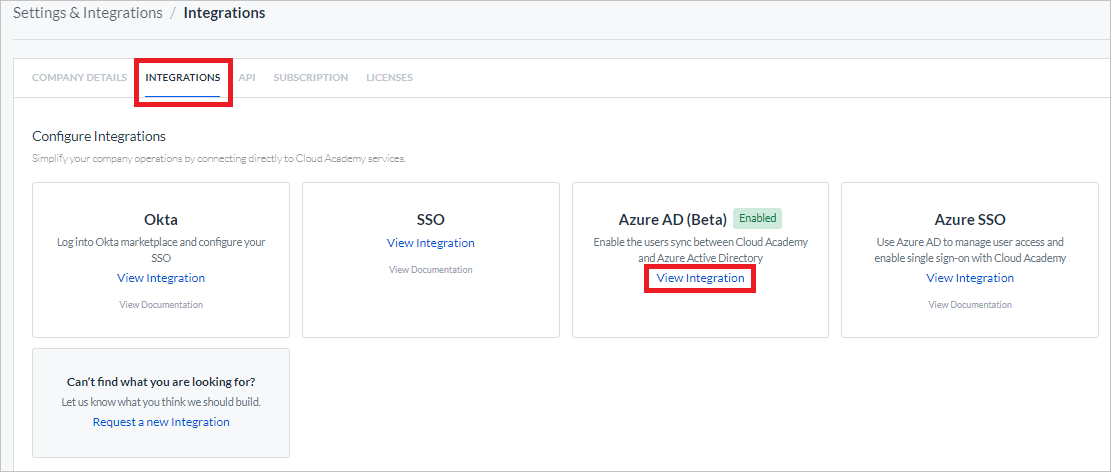 Settings & Integrations / Integrations
COMPANY DETAILS INTEGRATIONS API SUBSCRIPTION LICENSES
Configure Integrations
Simplify your company operations by connecting directly to Cloud Academy services.
Okta
Log into Okta marketplace and configure your
SSO
View Integration
View Documentation
SSO
View Integration
View Documentation
Azure AD (Beta) Enabled
Enable the users sync between Cloud Academy
and Azure Active Directory
View Integration
Azure SSO
Use Azure AD to manage user access and
enable single sign-on with Cloud Academy
View Integration
View Documentation
Can't find what you are looking for?
Let us know what you think we should build.
Request a new Integration